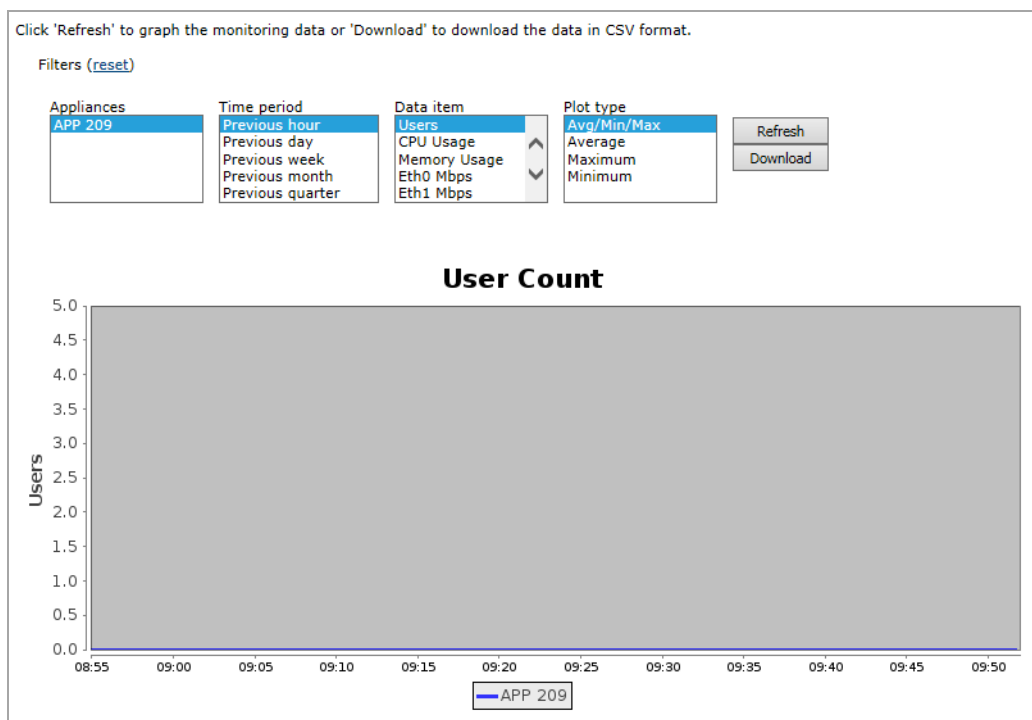 Click 'Refresh' to graph the monitoring data or 'Download' to download the data in CSV format.
Filters (reset)
Appliances
APP 209
Time period
Previous hour
Previous day
Previous week
Previous month
Previous quarter
Data item
Users
CPU Usage
Memory Usage
Eth0 Mbps
Eth1 Mbps
Plot type
Avg/Min/Max
Average
Maximum
Minimum
Refresh
Download
User Count
Users
5.0
4.5
4.0
3.5
3.0
2.5
2.0
1.5
1.0
0.5
0.0
08:55 09:00 09:05 09:10 09:15 09:20 09:25 09:30 09:35 09:40 09:45 09:50
APP 209